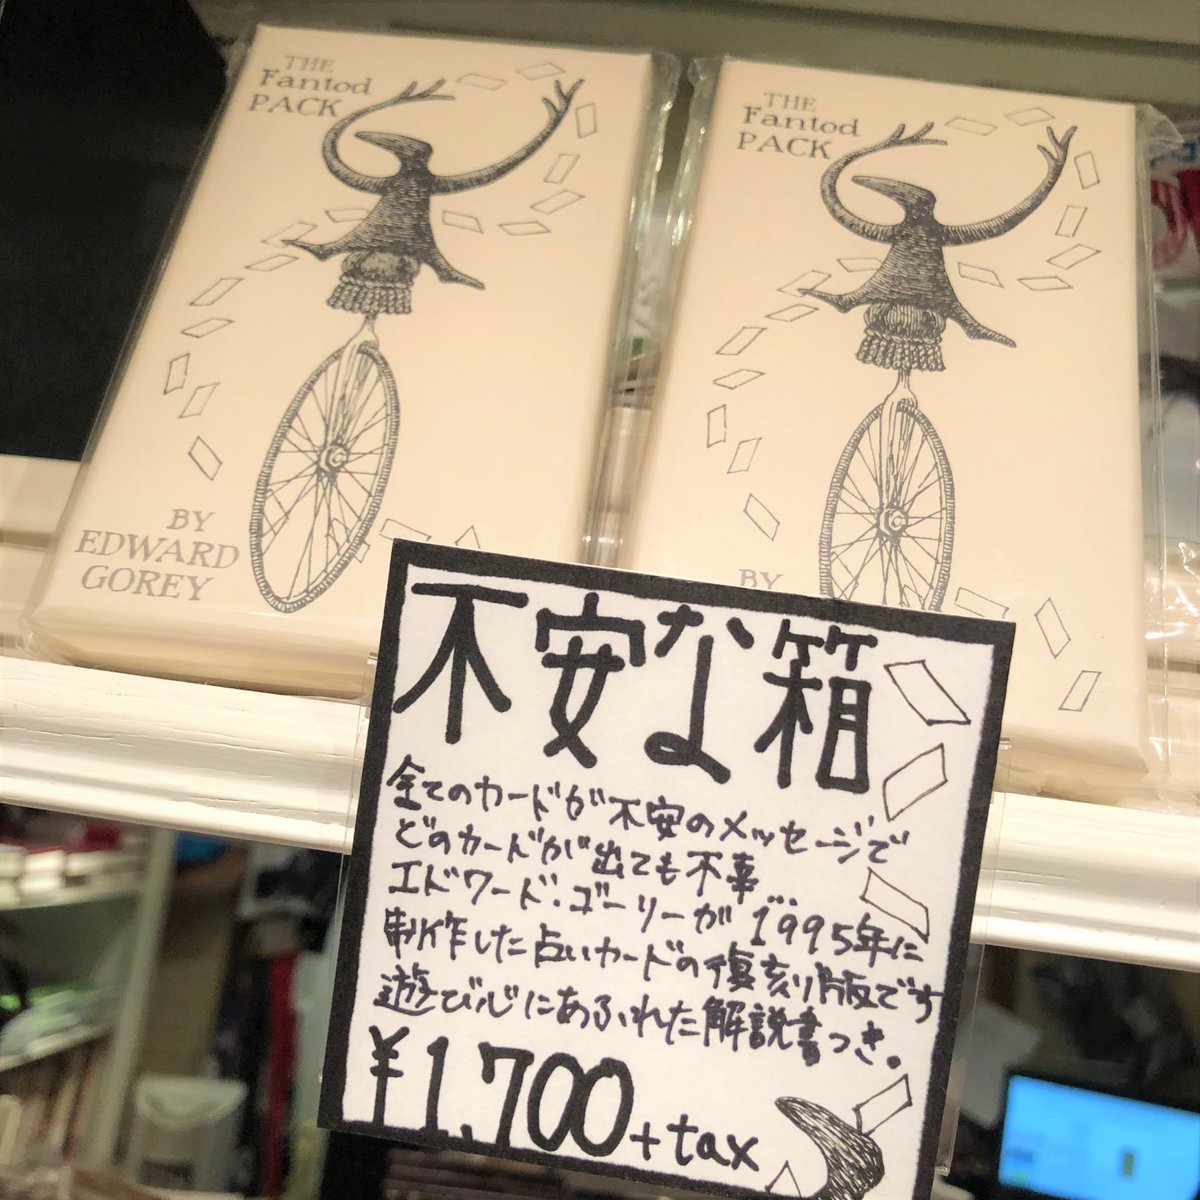 THE
Fantod
PACK
BY
EDWARD
GOREY
THE
Fantod
PACK
BY
不安な箱
全てのカードが不安のメッセージで
どのカードが出ても不幸…
エドワード・ゴーリーが1995年に
制作した占いカードの復刻版です
遊び心にあふれた解説書つき。
¥1,700+tax